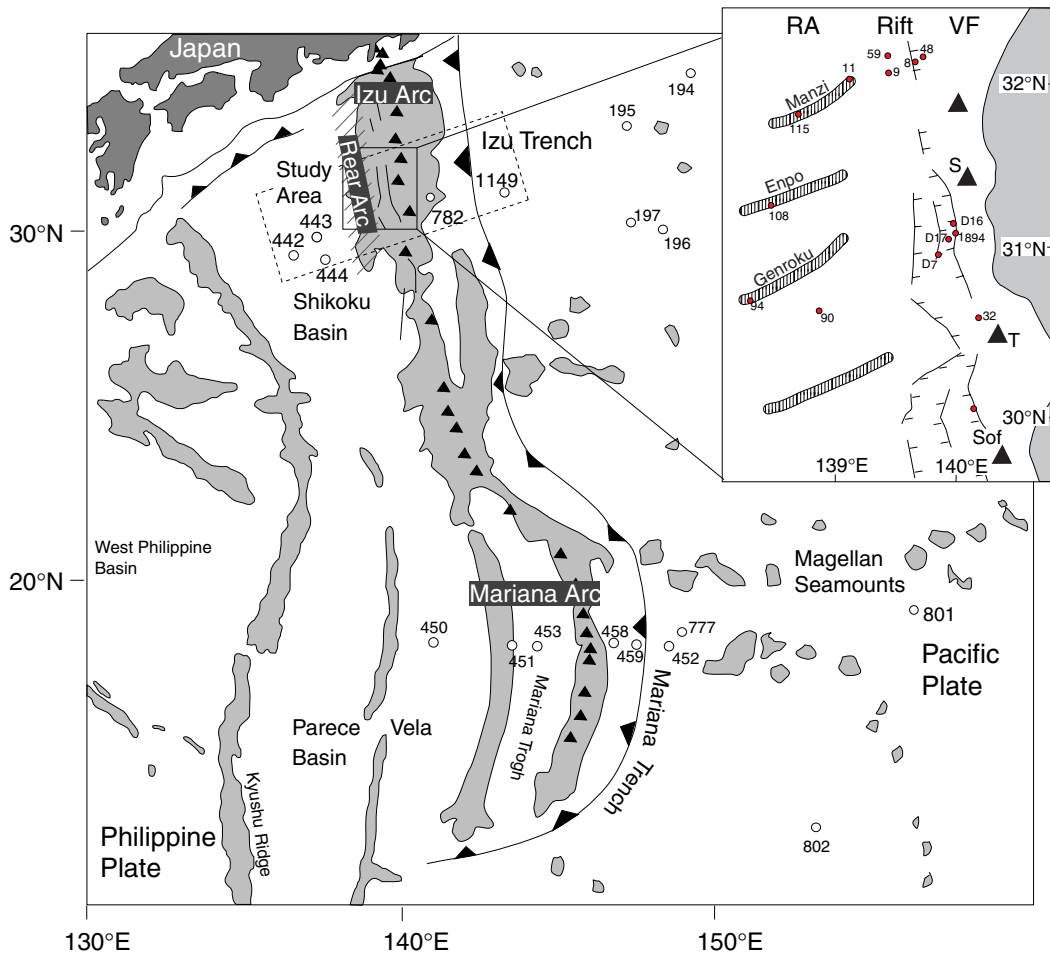 Japan
Izu Arc
Rear Arc
Study
Area
Izu Trench
194
195
1149
782
443
442
444
197
196
Shikoku
Basin
30°N
West Philippine
Basin
20°N
Mariana Arc
Magellan
Seamounts
801
450
451
453
458
459
777
452
Pacific
Plate
Parece Vela
Basin
Mariana Trogh
Mariana Trench
Kyushu Ridge
Philippine
Plate
802
130°E
140°E
150°E
RA Rift VF
59
48
8
9
11
Manzi
115
32°N
S
Enpo
108
D16
1894
D17
D7
31°N
Genroku
94
90
32
T
30°N
Sof
139°E
140°E